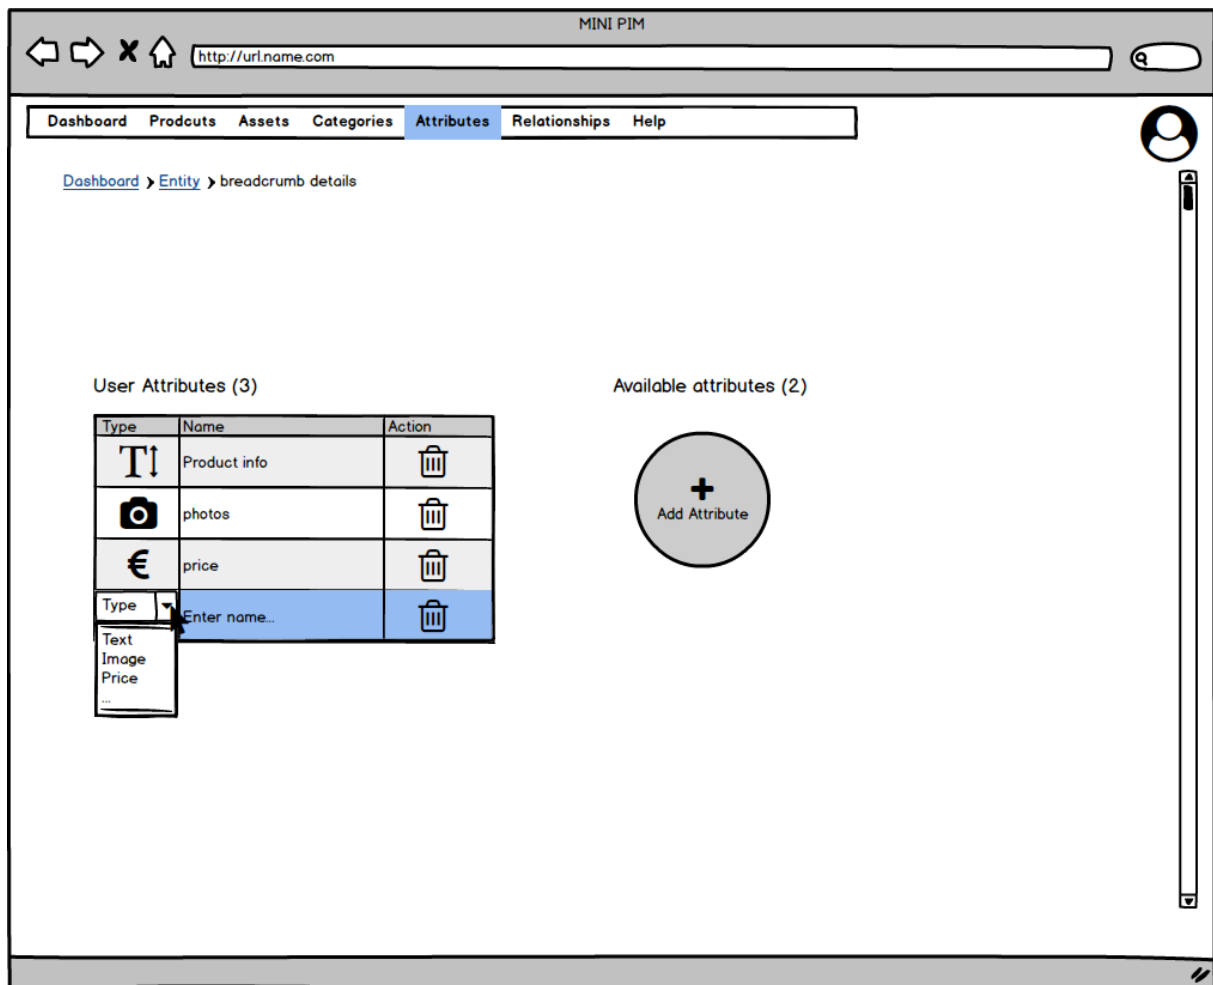 MINI PIM
http://url.name.com
Dashboard Prodcuts Assets Categories Attributes Relationships Help
Dashboard > Entity > breadcrumb details
User Attributes (3)
Available attributes (2)
Type Name Action
T Product info
photos
€ price
Type Enter name...
Text
Image
Price
...
+
Add Attribute